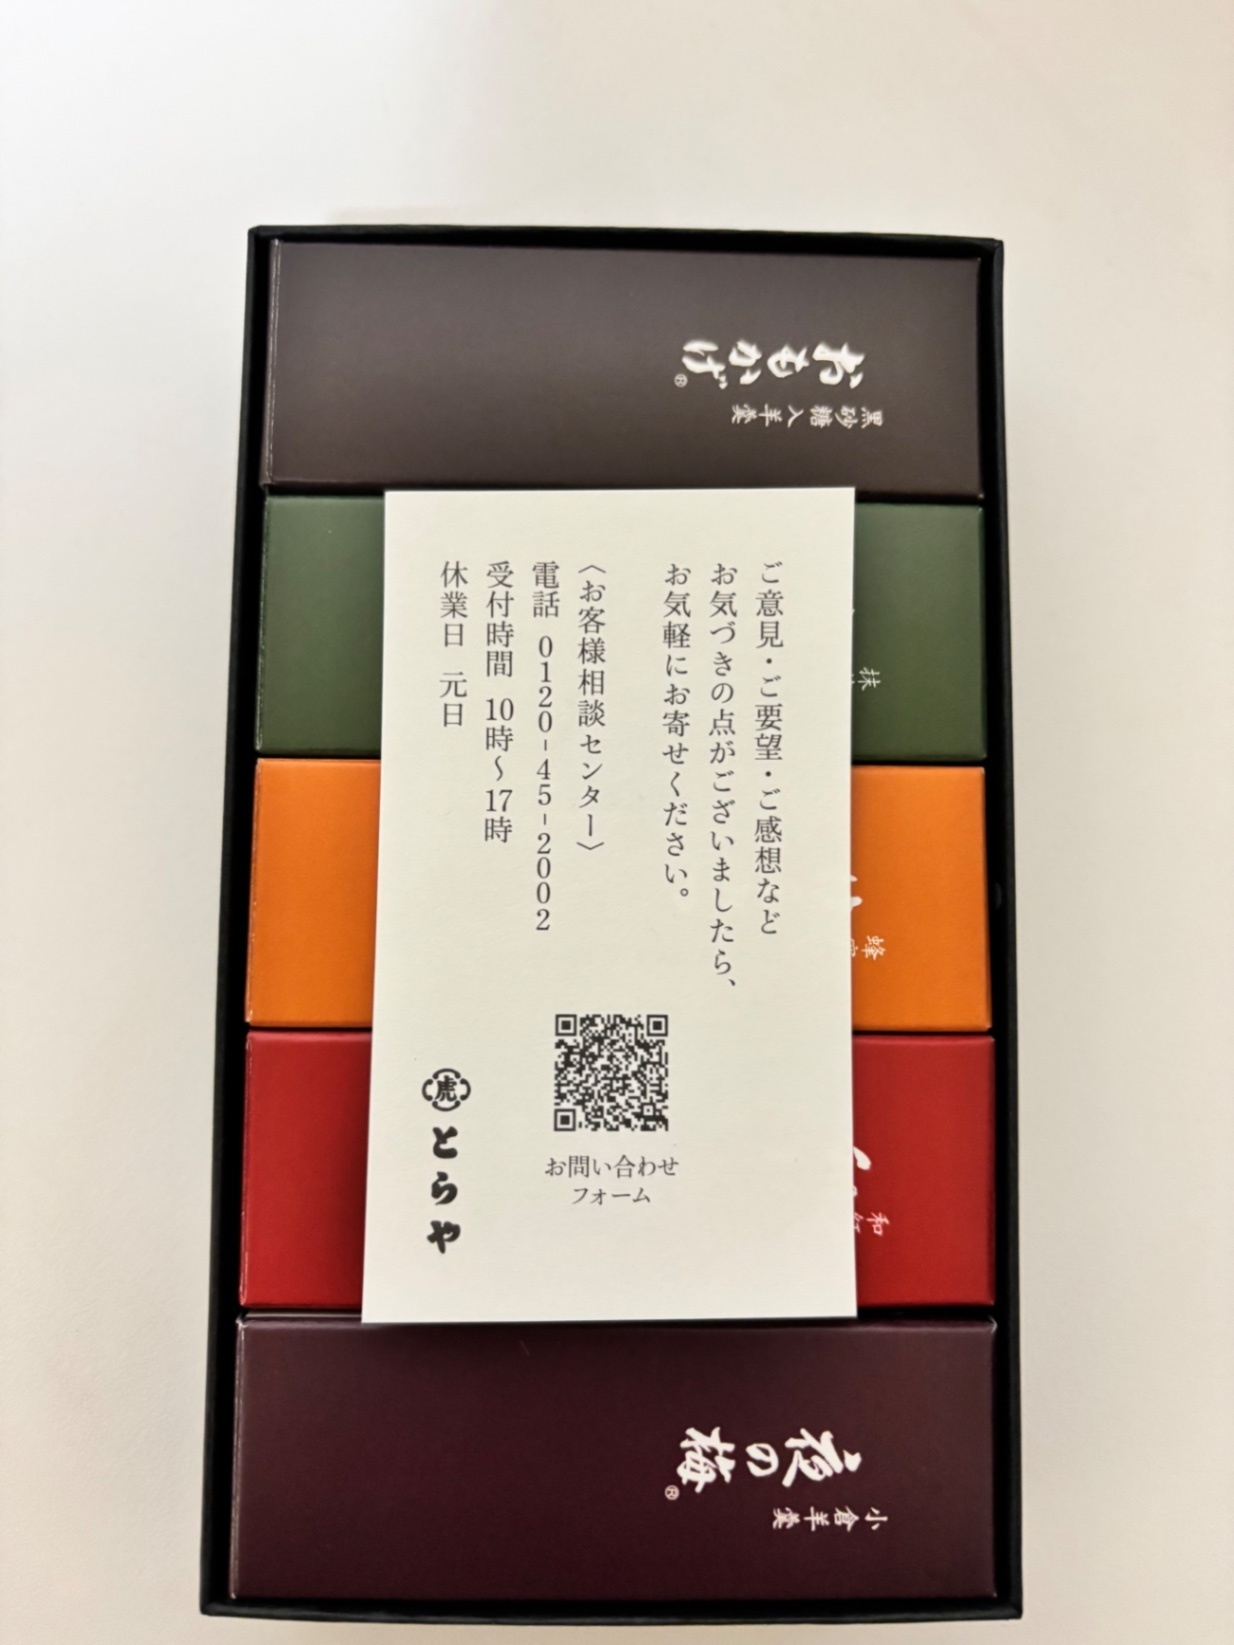 おもかげ®
黒砂糖入羊羹
抹
蜂
和
ご意見・ご要望・ご感想など
お気づきの点がございましたら、
お気軽にお寄せください。
〈お客様相談センター〉
電話 0120-45-2002
受付時間 10時〜17時
休業日 元日
お問い合わせ
フォーム
虎
とらや
夜の梅®
小倉羊羹